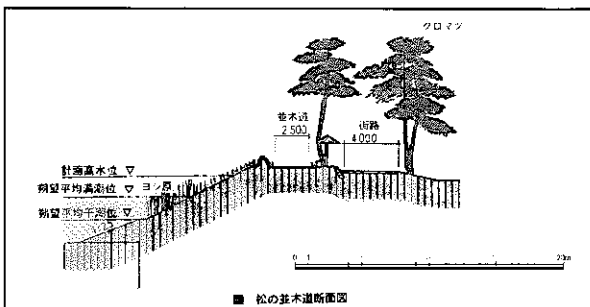 クロマツ
並木道
2,500
街路
4,000
計画高水位
朔望平均満潮位
ヨシ原
朔望平均干潮位
0 1 20m
■ 松の並木道断面図